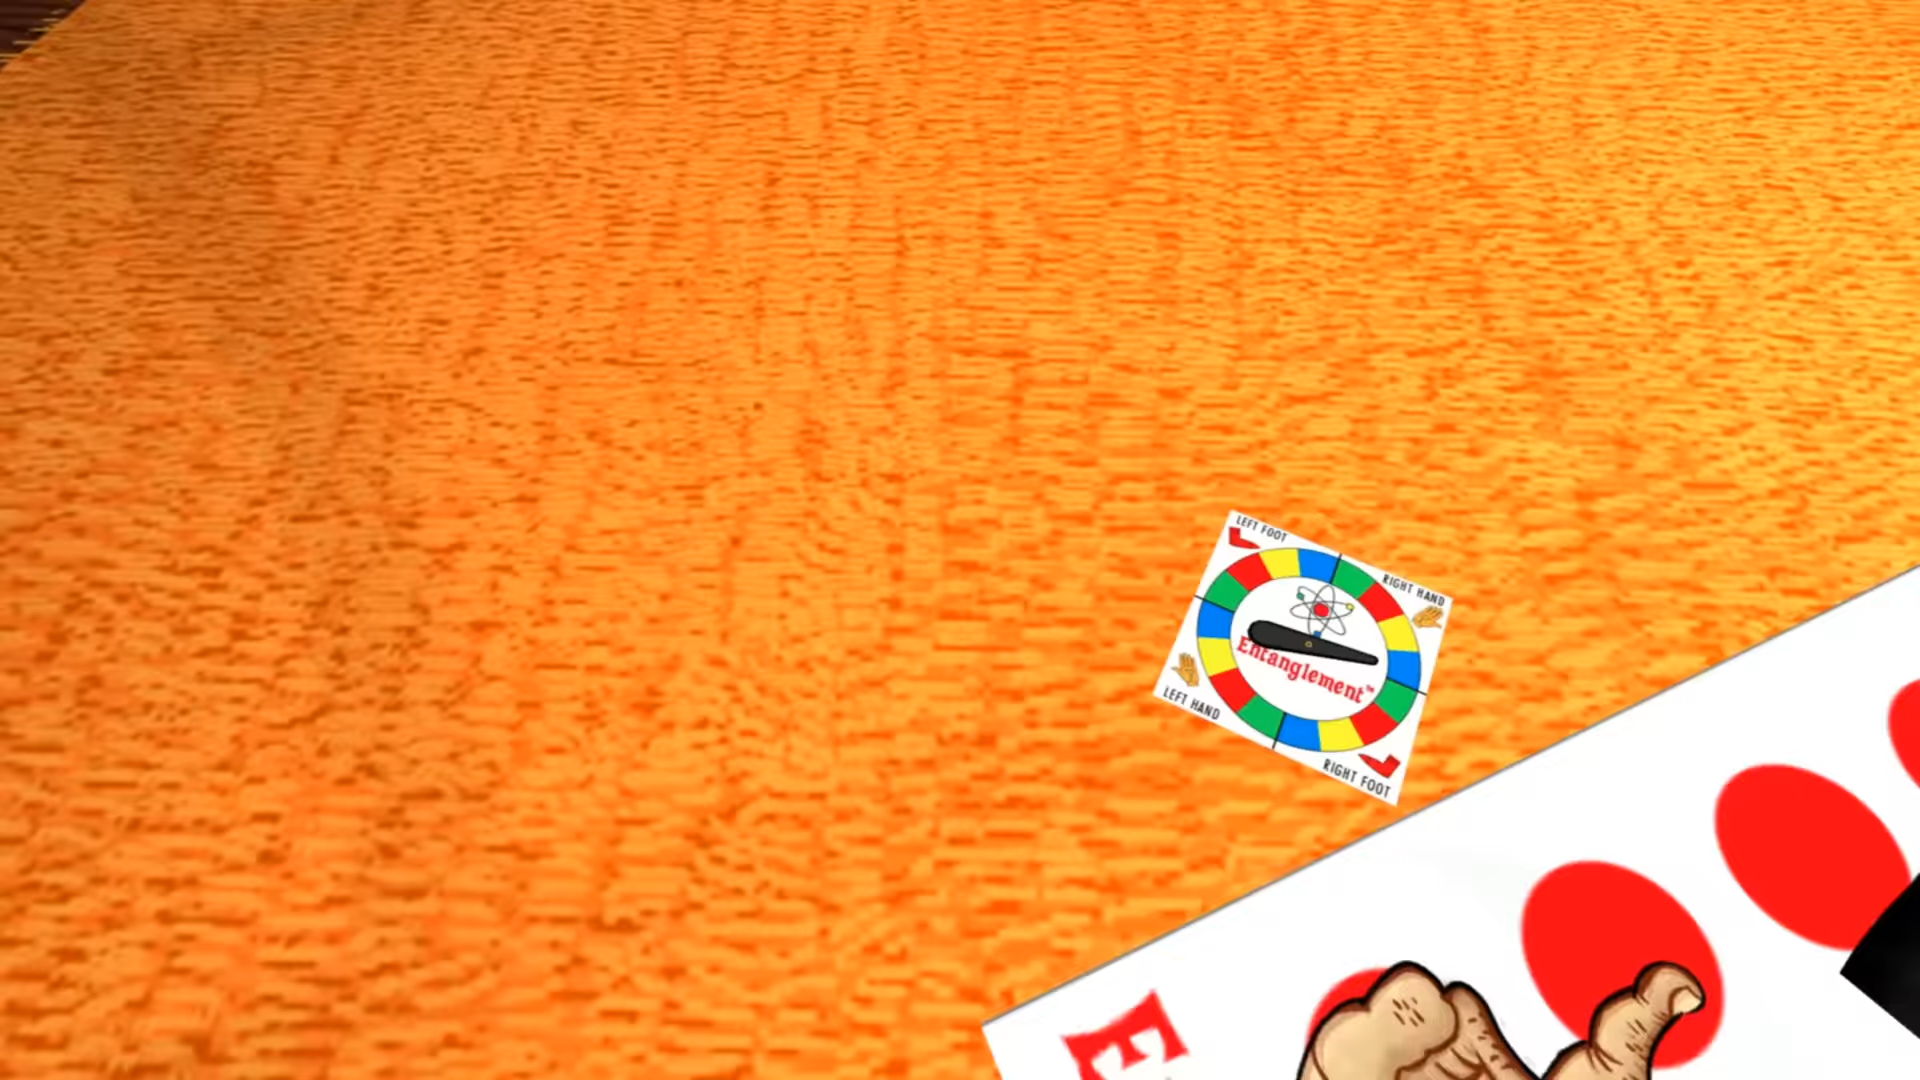 LEFT FOOT
RIGHT HAND
Entanglement™
LEFT HAND
RIGHT FOOT
E